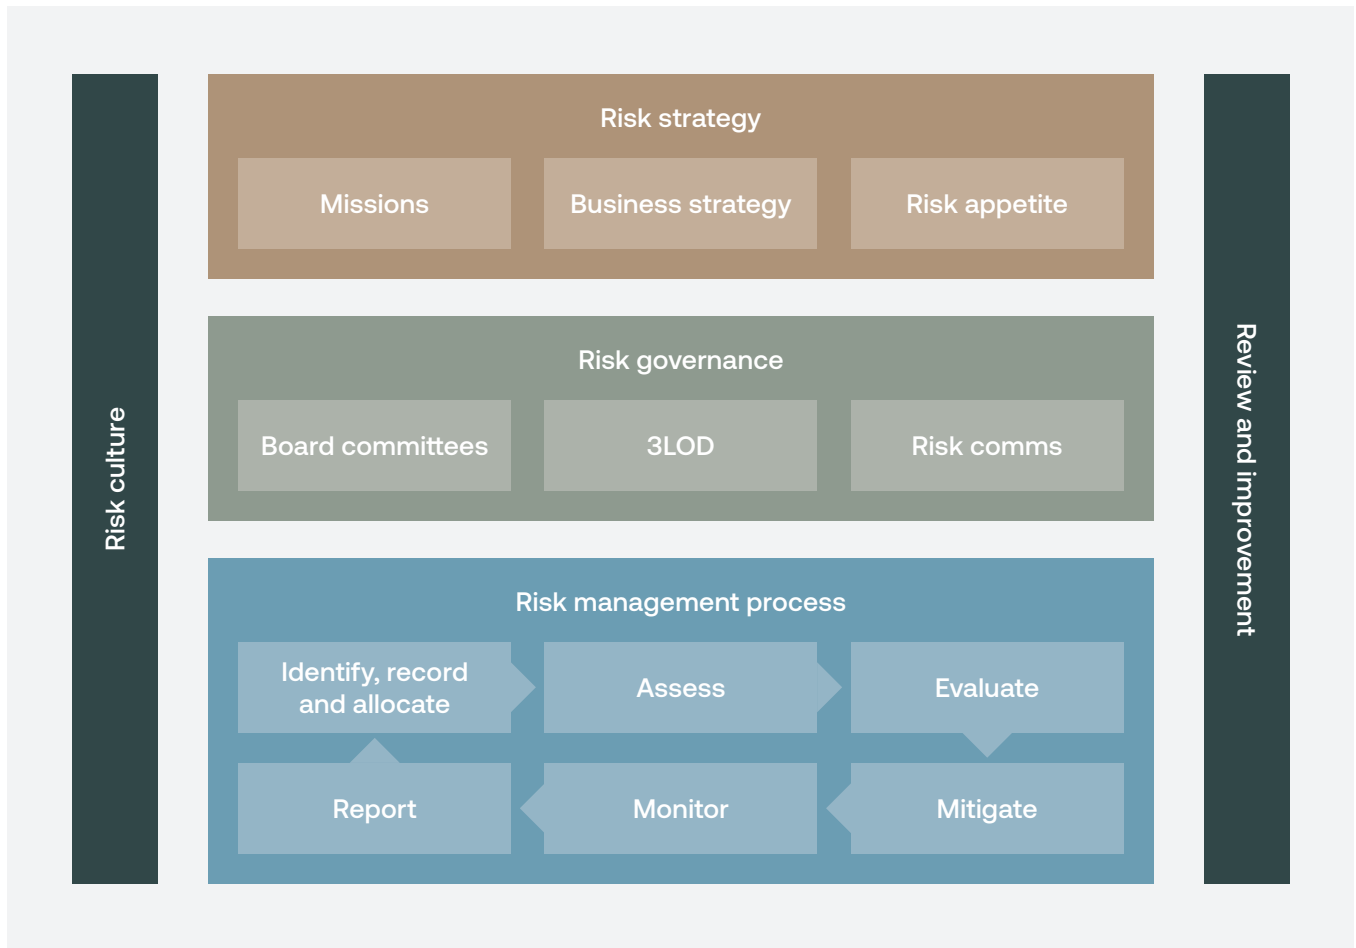 Risk culture
Risk strategy
Missions
Business strategy
Risk appetite
Risk governance
Board committees
3LOD
Risk comms
Risk management process
Identify, record
and allocate
Assess
Evaluate
Report
Monitor
Mitigate
Review and improvement